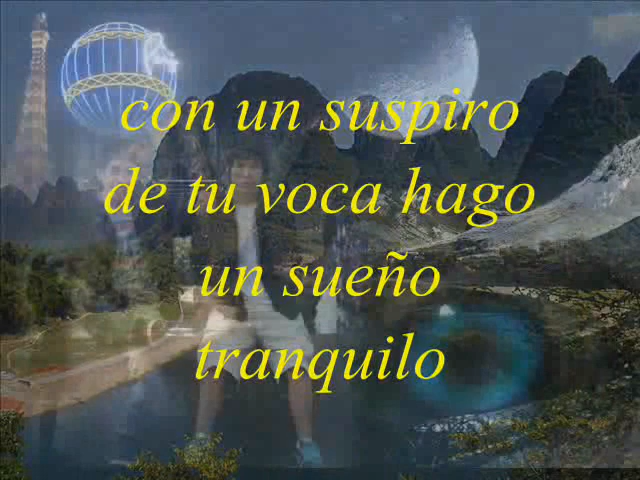 con un suspiro
de tu voca hago
un sueño
tranquilo